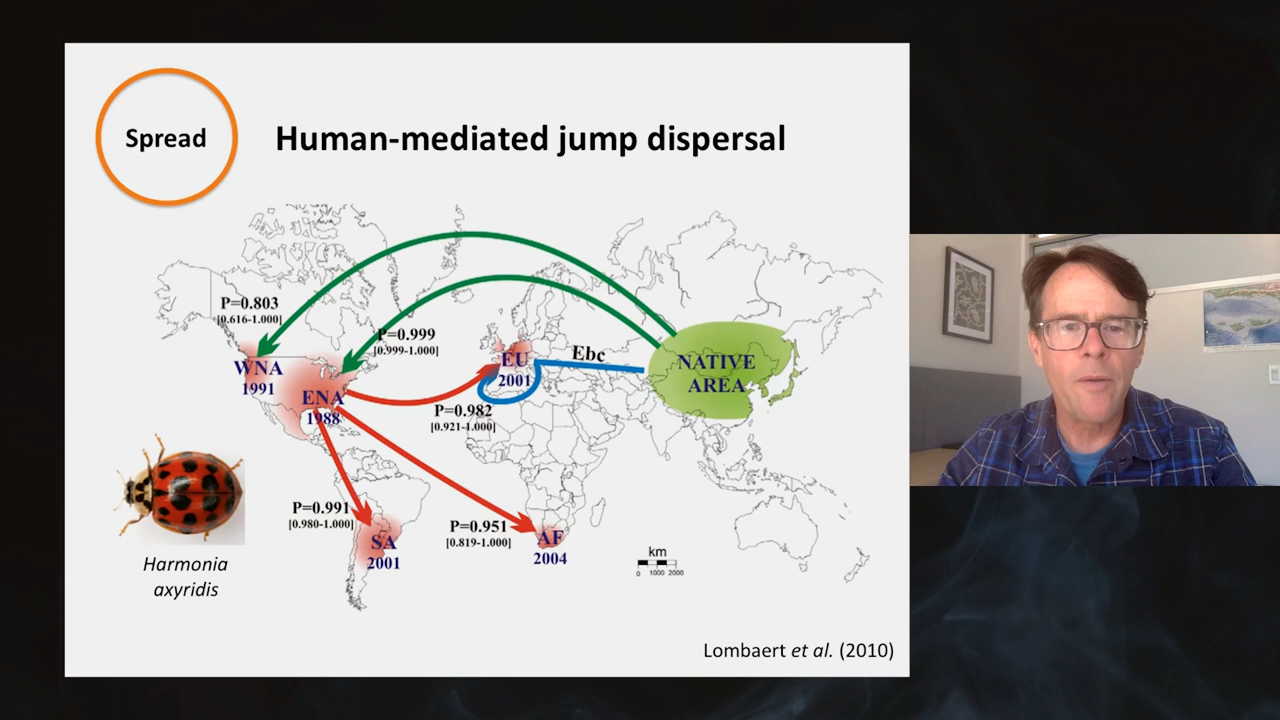 Spread
Human-mediated jump dispersal
P=0.803
[0.616-1.000]
P=0.999
[0.999-1.000]
WNA
1991
ENA
1988
EU
2001
Ebc
NATIVE
AREA
P=0.982
[0.921-1.000]
P=0.991
[0.980-1.000]
P=0.951
[0.819-1.000]
SA
2001
AF
2004
km
0 1000 2000
Harmonia
axyridis
Lombaert et al. (2010)